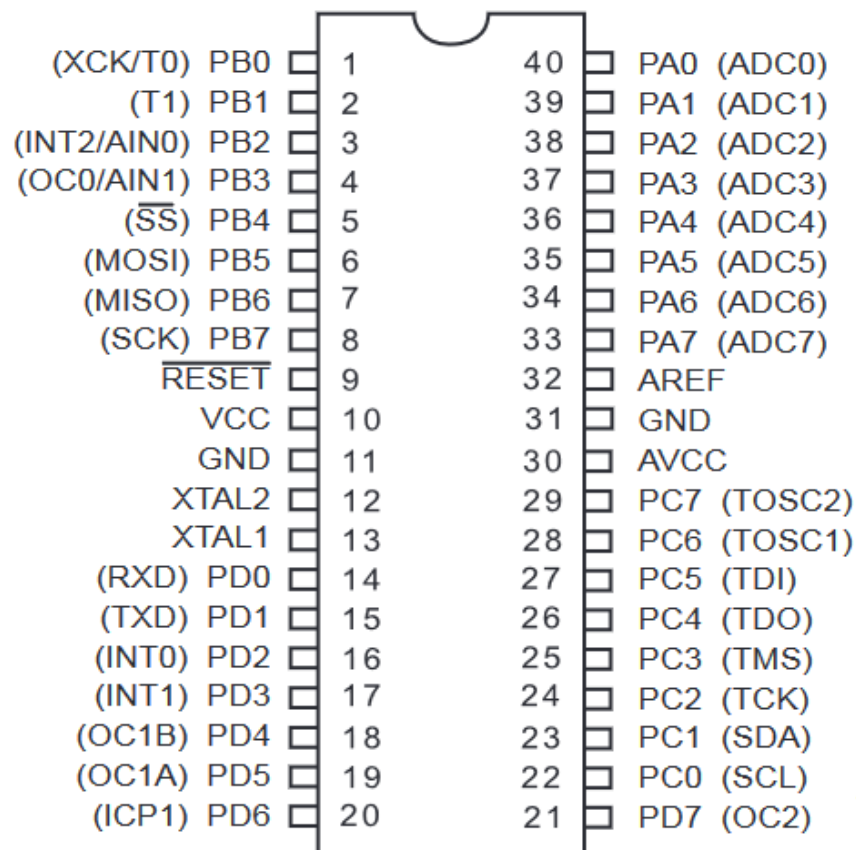 (XCK/T0) PB0 1 40 PA0 (ADC0)
(T1) PB1 2 39 PA1 (ADC1)
(INT2/AIN0) PB2 3 38 PA2 (ADC2)
(OC0/AIN1) PB3 4 37 PA3 (ADC3)
(S̅S̅) PB4 5 36 PA4 (ADC4)
(MOSI) PB5 6 35 PA5 (ADC5)
(MISO) PB6 7 34 PA6 (ADC6)
(SCK) PB7 8 33 PA7 (ADC7)
R̅E̅S̅E̅T̅ 9 32 AREF
VCC 10 31 GND
GND 11 30 AVCC
XTAL2 12 29 PC7 (TOSC2)
XTAL1 13 28 PC6 (TOSC1)
(RXD) PD0 14 27 PC5 (TDI)
(TXD) PD1 15 26 PC4 (TDO)
(INT0) PD2 16 25 PC3 (TMS)
(INT1) PD3 17 24 PC2 (TCK)
(OC1B) PD4 18 23 PC1 (SDA)
(OC1A) PD5 19 22 PC0 (SCL)
(ICP1) PD6 20 21 PD7 (OC2)